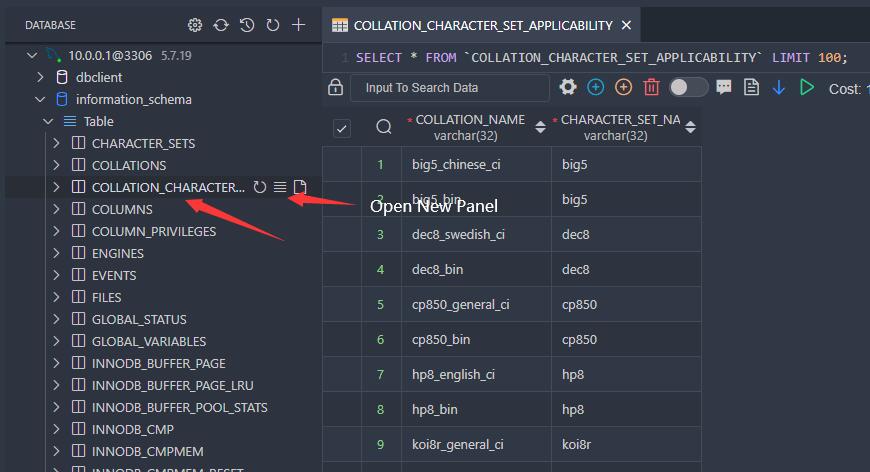 DATABASE
10.0.0.1@3306 5.7.19
dbclient
information_schema
Table
CHARACTER_SETS
COLLATIONS
COLLATION_CHARACTER...
COLUMNS
COLUMN_PRIVILEGES
ENGINES
EVENTS
FILES
GLOBAL_STATUS
GLOBAL_VARIABLES
INNODB_BUFFER_PAGE
INNODB_BUFFER_PAGE_LRU
INNODB_BUFFER_POOL_STATS
INNODB_CMP
INNODB_CMPMEM
INNODB_CMPMEM_RESET
COLLATION_CHARACTER_SET_APPLICABILITY
1 SELECT * FROM `COLLATION_CHARACTER_SET_APPLICABILITY` LIMIT 100;
Input To Search Data
Cost: 1
* COLLATION_NAME * CHARACTER_SET_NA
varchar(32) varchar(32)
1 big5_chinese_ci big5
2 big5_bin big5
Open New Panel
3 dec8_swedish_ci dec8
4 dec8_bin dec8
5 cp850_general_ci cp850
6 cp850_bin cp850
7 hp8_english_ci hp8
8 hp8_bin hp8
9 koi8r_general_ci koi8r